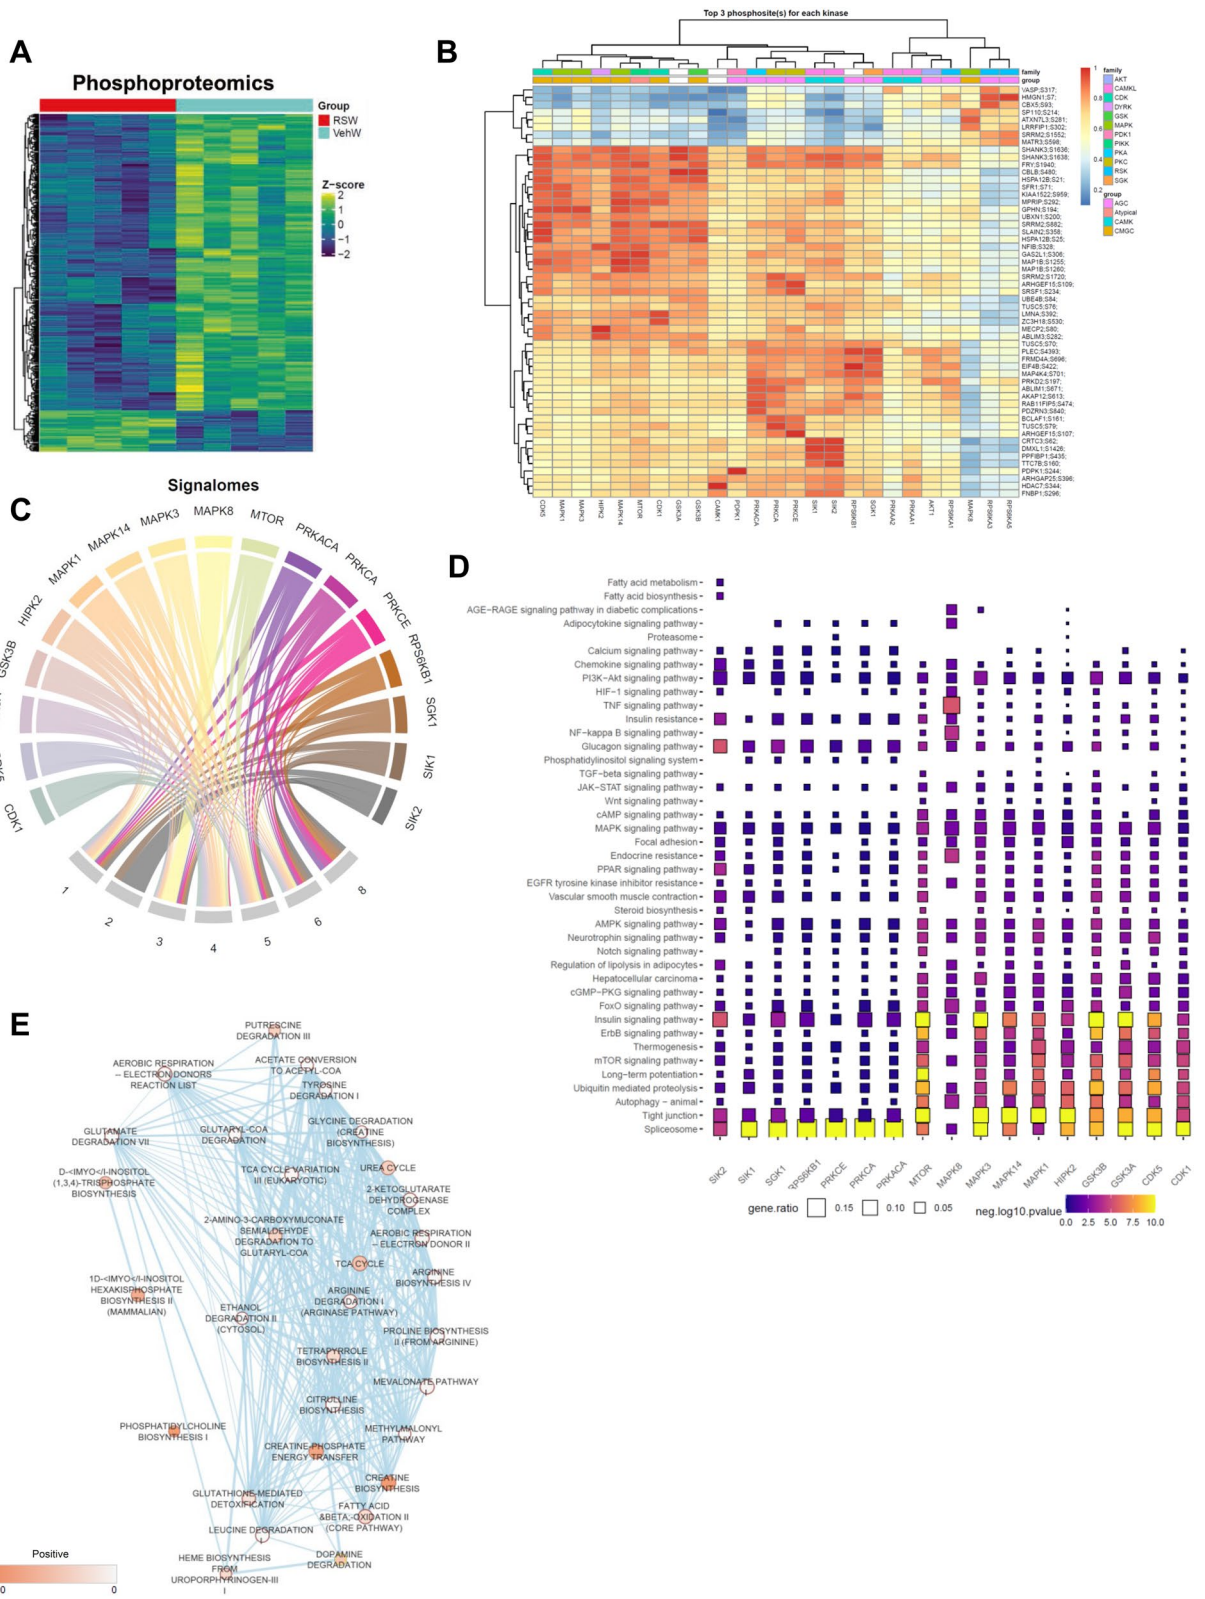 A
Phosphoproteomics
Group
RSW
VehW
Z-score
2
1
0
−1
−2
B
Top 3 phosphosite(s) for each kinase
family
group
VASP;S317;
HMGN1;S7;
CBX5;S93;
SP110;S214;
ATXN7L3;S281;
LRRFIP1;S302;
SRRM2;S1552;
MATR3;S598;
SHANK3;S1636;
SHANK3;S1638;
FRY;S1940;
CBLB;S480;
HSPA12B;S21;
SFR1;S71;
KIAA1522;S959;
MPRIP;S292;
GPHN;S194;
UBXN1;S200;
SRRM2;S882;
SLAIN2;S358;
HSPA12B;S25;
NFIB;S328;
GAS2L1;S306;
MAP1B;S1255;
MAP1B;S1260;
SRRM2;S1720;
ARHGEF15;S109;
SRSF1;S234;
UBE4B;S84;
TUSC5;S76;
LMNA;S392;
ZC3H18;S530;
MECP2;S80;
ABLIM3;S282;
TUSC5;S70;
PLEC;S4393;
FRMD4A;S696;
EIF4B;S422;
MAP4K4;S701;
PRKD2;S197;
ABLIM1;S671;
AKAP12;S613;
RAB11FIP5;S474;
PDZRN3;S840;
BCLAF1;S161;
TUSC5;S79;
ARHGEF15;S107;
CRTC3;S62;
DMXL1;S1426;
PPFIBP1;S435;
TTC7B;S160;
PDPK1;S244;
ARHGAP25;S396;
HDAC7;S344;
FNBP1;S296;
CDK5
MAPK1
MAPK3
HIPK2
MAPK14
MTOR
CDK1
GSK3A
GSK3B
CAMK1
PDPK1
PRKACA
PRKCA
PRKCE
SIK1
SIK2
RPS6KB1
SGK1
PRKAA2
PRKAA1
AKT1
RPS6KA1
MAPK8
RPS6KA3
RPS6KA5
1
0.8
0.6
0.4
0.2
family
AKT
CAMKL
CDK
DYRK
GSK
MAPK
PDK1
PIKK
PKA
PKC
RSK
SGK
group
AGC
Atypical
CAMK
CMGC
C
Signalomes
CDK1
GSK3B
HIPK2
MAPK1
MAPK14
MAPK3
MAPK8
MTOR
PRKACA
PRKCA
PRKCE
RPS6KB1
SGK1
SIK1
SIK2
1
2
3
4
5
6
8
D
Fatty acid metabolism
Fatty acid biosynthesis
AGE−RAGE signaling pathway in diabetic complications
Adipocytokine signaling pathway
Proteasome
Calcium signaling pathway
Chemokine signaling pathway
PI3K−Akt signaling pathway
HIF−1 signaling pathway
TNF signaling pathway
Insulin resistance
NF−kappa B signaling pathway
Glucagon signaling pathway
Phosphatidylinositol signaling system
TGF−beta signaling pathway
JAK−STAT signaling pathway
Wnt signaling pathway
cAMP signaling pathway
MAPK signaling pathway
Focal adhesion
Endocrine resistance
PPAR signaling pathway
EGFR tyrosine kinase inhibitor resistance
Vascular smooth muscle contraction
Steroid biosynthesis
AMPK signaling pathway
Neurotrophin signaling pathway
Notch signaling pathway
Regulation of lipolysis in adipocytes
Hepatocellular carcinoma
cGMP−PKG signaling pathway
FoxO signaling pathway
Insulin signaling pathway
ErbB signaling pathway
Thermogenesis
mTOR signaling pathway
Long−term potentiation
Ubiquitin mediated proteolysis
Autophagy − animal
Tight junction
Spliceosome
SIK2
SIK1
SGK1
RPS6KB1
PRKCE
PRKCA
PRKACA
MTOR
MAPK8
MAPK3
MAPK14
MAPK1
HIPK2
GSK3B
GSK3A
CDK5
CDK1
gene.ratio
0.15
0.10
0.05
neg.log10.pvalue
0.0 2.5 5.0 7.5 10.0
E
PUTRESCINE
DEGRADATION III
AEROBIC RESPIRATION
-- ELECTRON DONORS
REACTION LIST
ACETATE CONVERSION
TO ACETYL-COA
TYROSINE
DEGRADATION I
GLYCINE DEGRADATION
(CREATINE
BIOSYNTHESIS)
GLUTAMATE
DEGRADATION VII
GLUTARYL-COA
DEGRADATION
D-<IMYO</I-INOSITOL
(1,3,4)-TRISPHOSPHATE
BIOSYNTHESIS
TCA CYCLE VARIATION
III (EUKARYOTIC)
UREA CYCLE
2-KETOGLUTARATE
DEHYDROGENASE
COMPLEX
2-AMINO-3-CARBOXYMUCONATE
SEMIALDEHYDE
DEGRADATION TO
GLUTARYL-COA
AEROBIC RESPIRATION
-- ELECTRON DONOR II
TCA CYCLE
ARGININE
BIOSYNTHESIS IV
1D-<IMYO</I-INOSITOL
HEXAKISPHOSPHATE
BIOSYNTHESIS II
(MAMMALIAN)
ARGININE
DEGRADATION I
(ARGINASE PATHWAY)
ETHANOL
DEGRADATION II
(CYTOSOL)
PROLINE BIOSYNTHESIS
II (FROM ARGININE)
TETRAPYRROLE
BIOSYNTHESIS II
MEVALONATE PATHWAY
I
CITRULLINE
BIOSYNTHESIS
PHOSPHATIDYLCHOLINE
BIOSYNTHESIS I
METHYLMALONYL
PATHWAY
CREATINE-PHOSPHATE
ENERGY TRANSFER
CREATINE
BIOSYNTHESIS
GLUTATHIONE-MEDIATED
DETOXIFICATION
FATTY ACID
&BETA;-OXIDATION II
(CORE PATHWAY)
LEUCINE DEGRADATION
I
HEME BIOSYNTHESIS
FROM
UROPORPHYRINOGEN-III
I
DOPAMINE
DEGRADATION
Positive
0
0